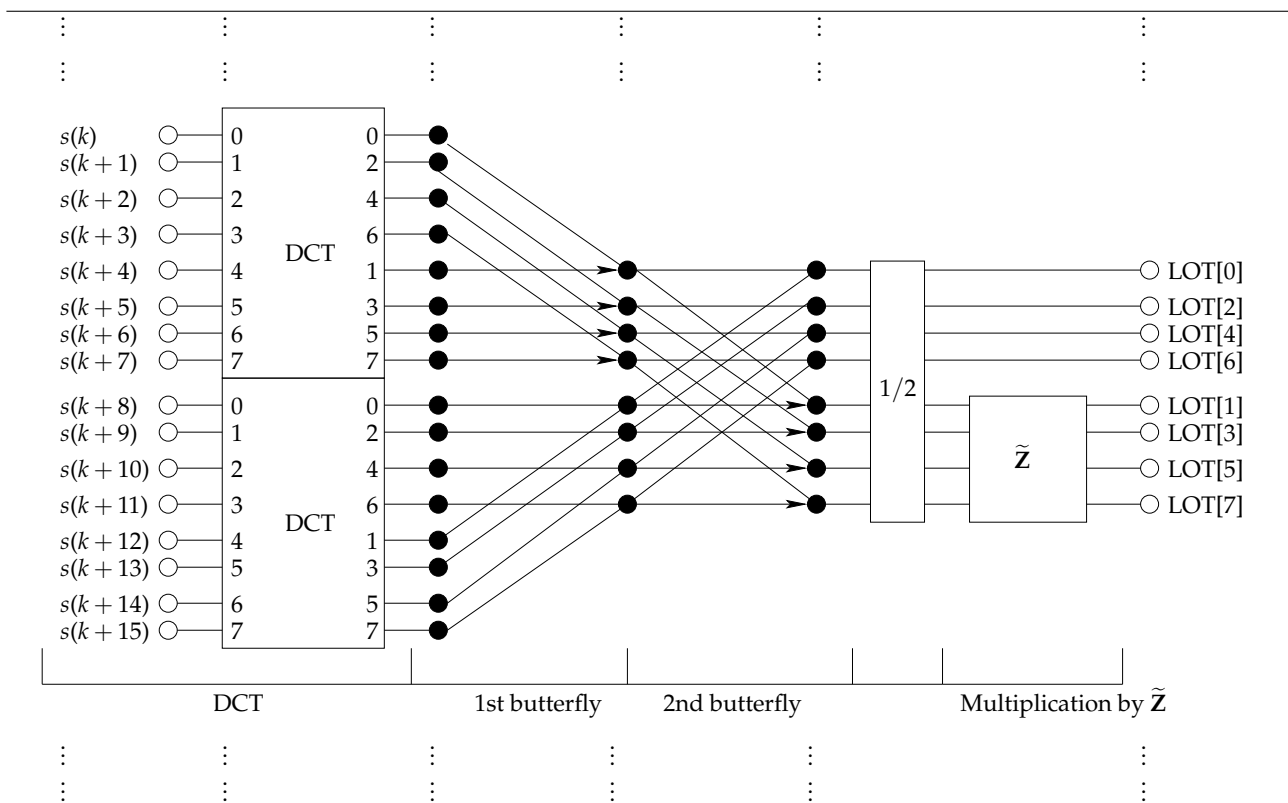 s(k) 0 0
s(k + 1) 1 2
s(k + 2) 2 4
s(k + 3) 3 6
DCT
s(k + 4) 4 1 LOT[0]
s(k + 5) 5 3 LOT[2]
s(k + 6) 6 5 LOT[4]
s(k + 7) 7 7 LOT[6]
1/2
s(k + 8) 0 0 LOT[1]
s(k + 9) 1 2 LOT[3]
Z̃
s(k + 10) 2 4 LOT[5]
s(k + 11) 3 6 LOT[7]
DCT
s(k + 12) 4 1
s(k + 13) 5 3
s(k + 14) 6 5
s(k + 15) 7 7
DCT 1st butterfly 2nd butterfly Multiplication by Z̃